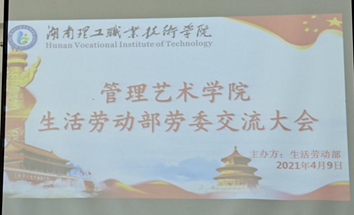 湖南理工职业技术学院
Hunan Vocational Institute of Technology
管理艺术学院
生活劳动部劳委交流大会
主办方：生活劳动部
2021年4月9日